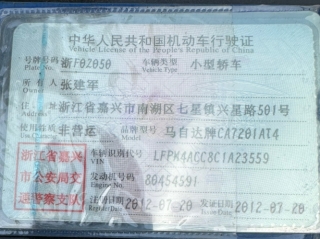 中华人民共和国机动车行驶证
Vehicle License of the People's Republic of China
号牌号码 浙F02050 车辆类型 小型轿车
Plate No. Vehicle Type
所有人 张建军
住址 浙江省嘉兴市南湖区七星镇兴星路501号
使用性质 非营运 品牌型号 马自达牌CA7201AT4
浙江省嘉兴市公安局交通警察支队
车辆识别代号 LFPM4ACC8C1A23559
VIN
发动机号码 80454591
Engine No.
注册日期 2012-07-20 发证日期 2012-07-20
Register Date Issue Date